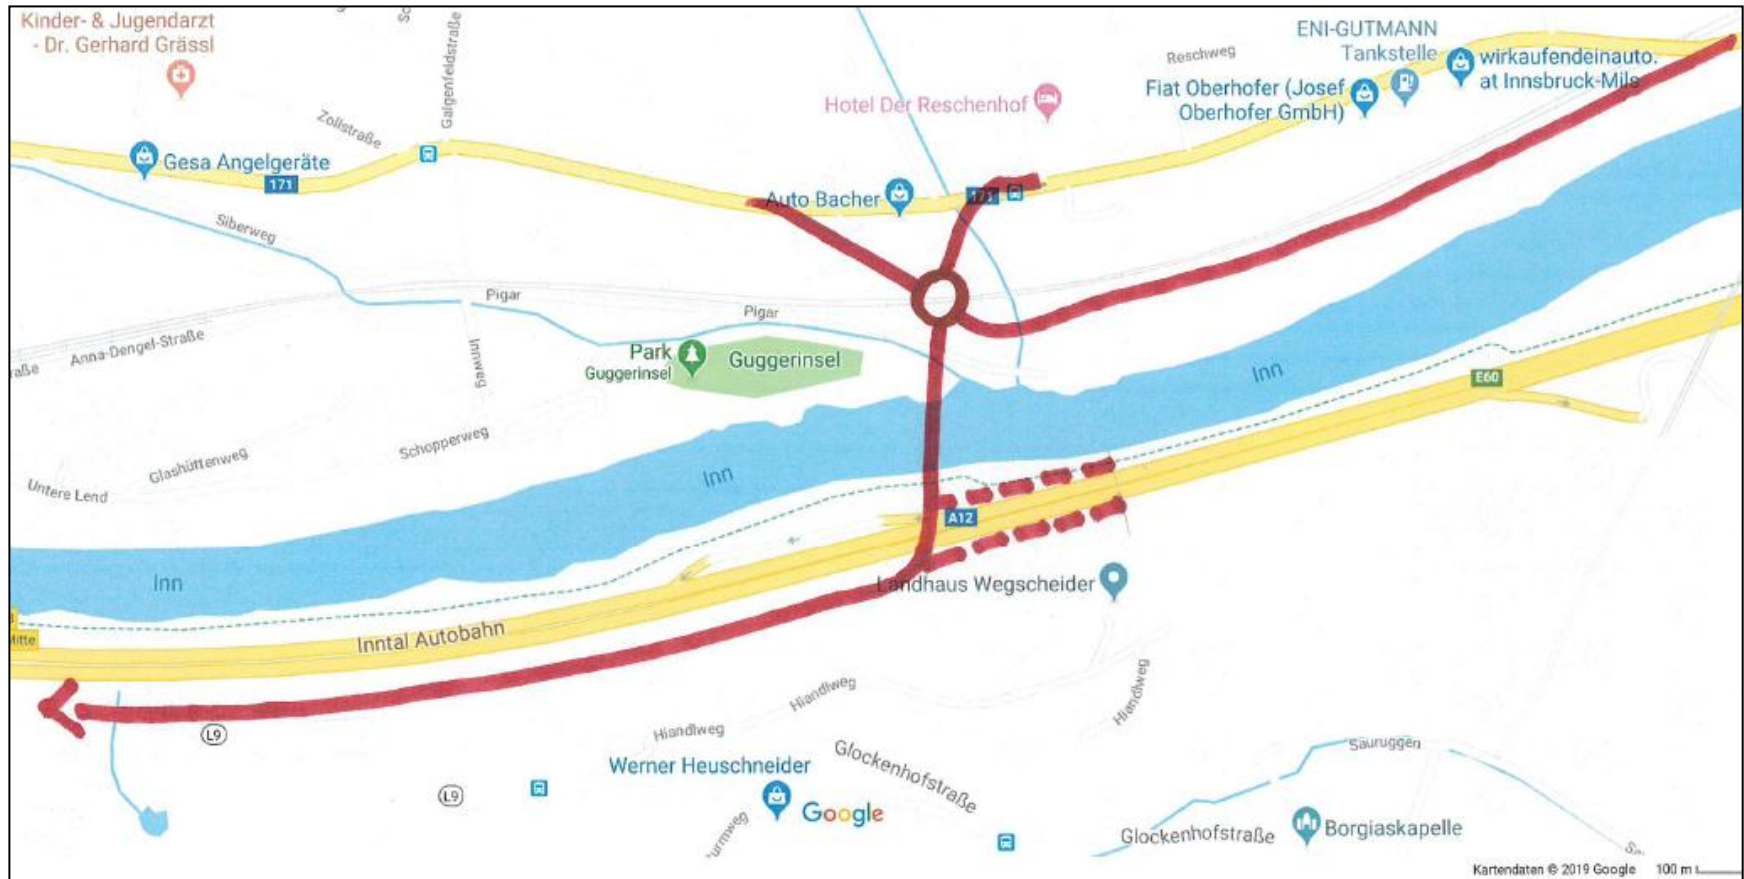 Kinder- & Jugendarzt
- Dr. Gerhard Grässl
Galgenfeldstraße
Zollstraße
Gesa Angelgeräte
171
Siberweg
Hotel Der Reschenhof
Auto Bacher
171
Reschweg
ENI-GUTMANN
Tankstelle
Fiat Oberhofer (Josef
Oberhofer GmbH)
wirkaufendeinauto.
at Innsbruck-Mils
Pigar
Pigar
Anna-Dengel-Straße
raße
Innweg
Park
Guggerinsel
Guggerinsel
Schopperweg
Glashüttenweg
Untere Lend
Inn
Inn
Inn
E60
A12
Landhaus Wegscheider
Inntal Autobahn
Mitte
L9
L9
Hiandlweg
Hiandlweg
Hiandlweg
Werner Heuschneider
Glockenhofstraße
Google
urmweg
Sauruggen
Glockenhofstraße
Borgiaskapelle
Kartendaten © 2019 Google 100 m